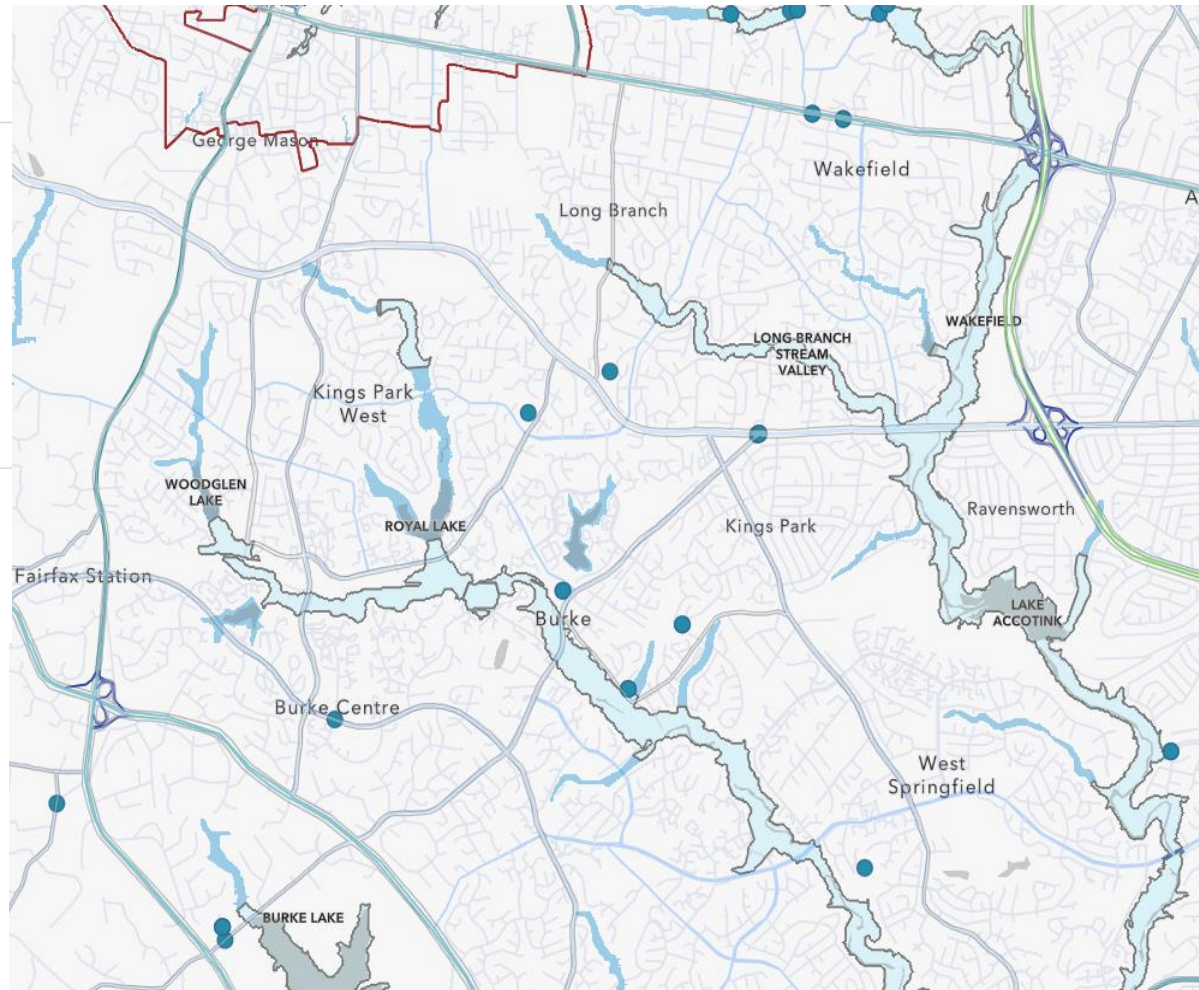 George Mason
Wakefield
A
Long Branch
WAKEFIELD
LONG BRANCH
STREAM
VALLEY
Kings Park
West
WOODGLEN
LAKE
ROYAL LAKE
Kings Park
Ravensworth
Fairfax Station
LAKE
ACCOTINK
Burke
Burke Centre
West
Springfield
BURKE LAKE